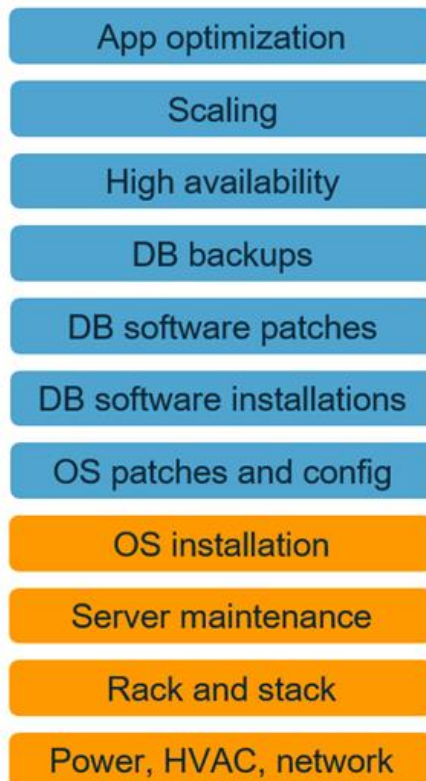 App optimization
Scaling
High availability
DB backups
DB software patches
DB software installations
OS patches and config
OS installation
Server maintenance
Rack and stack
Power, HVAC, network